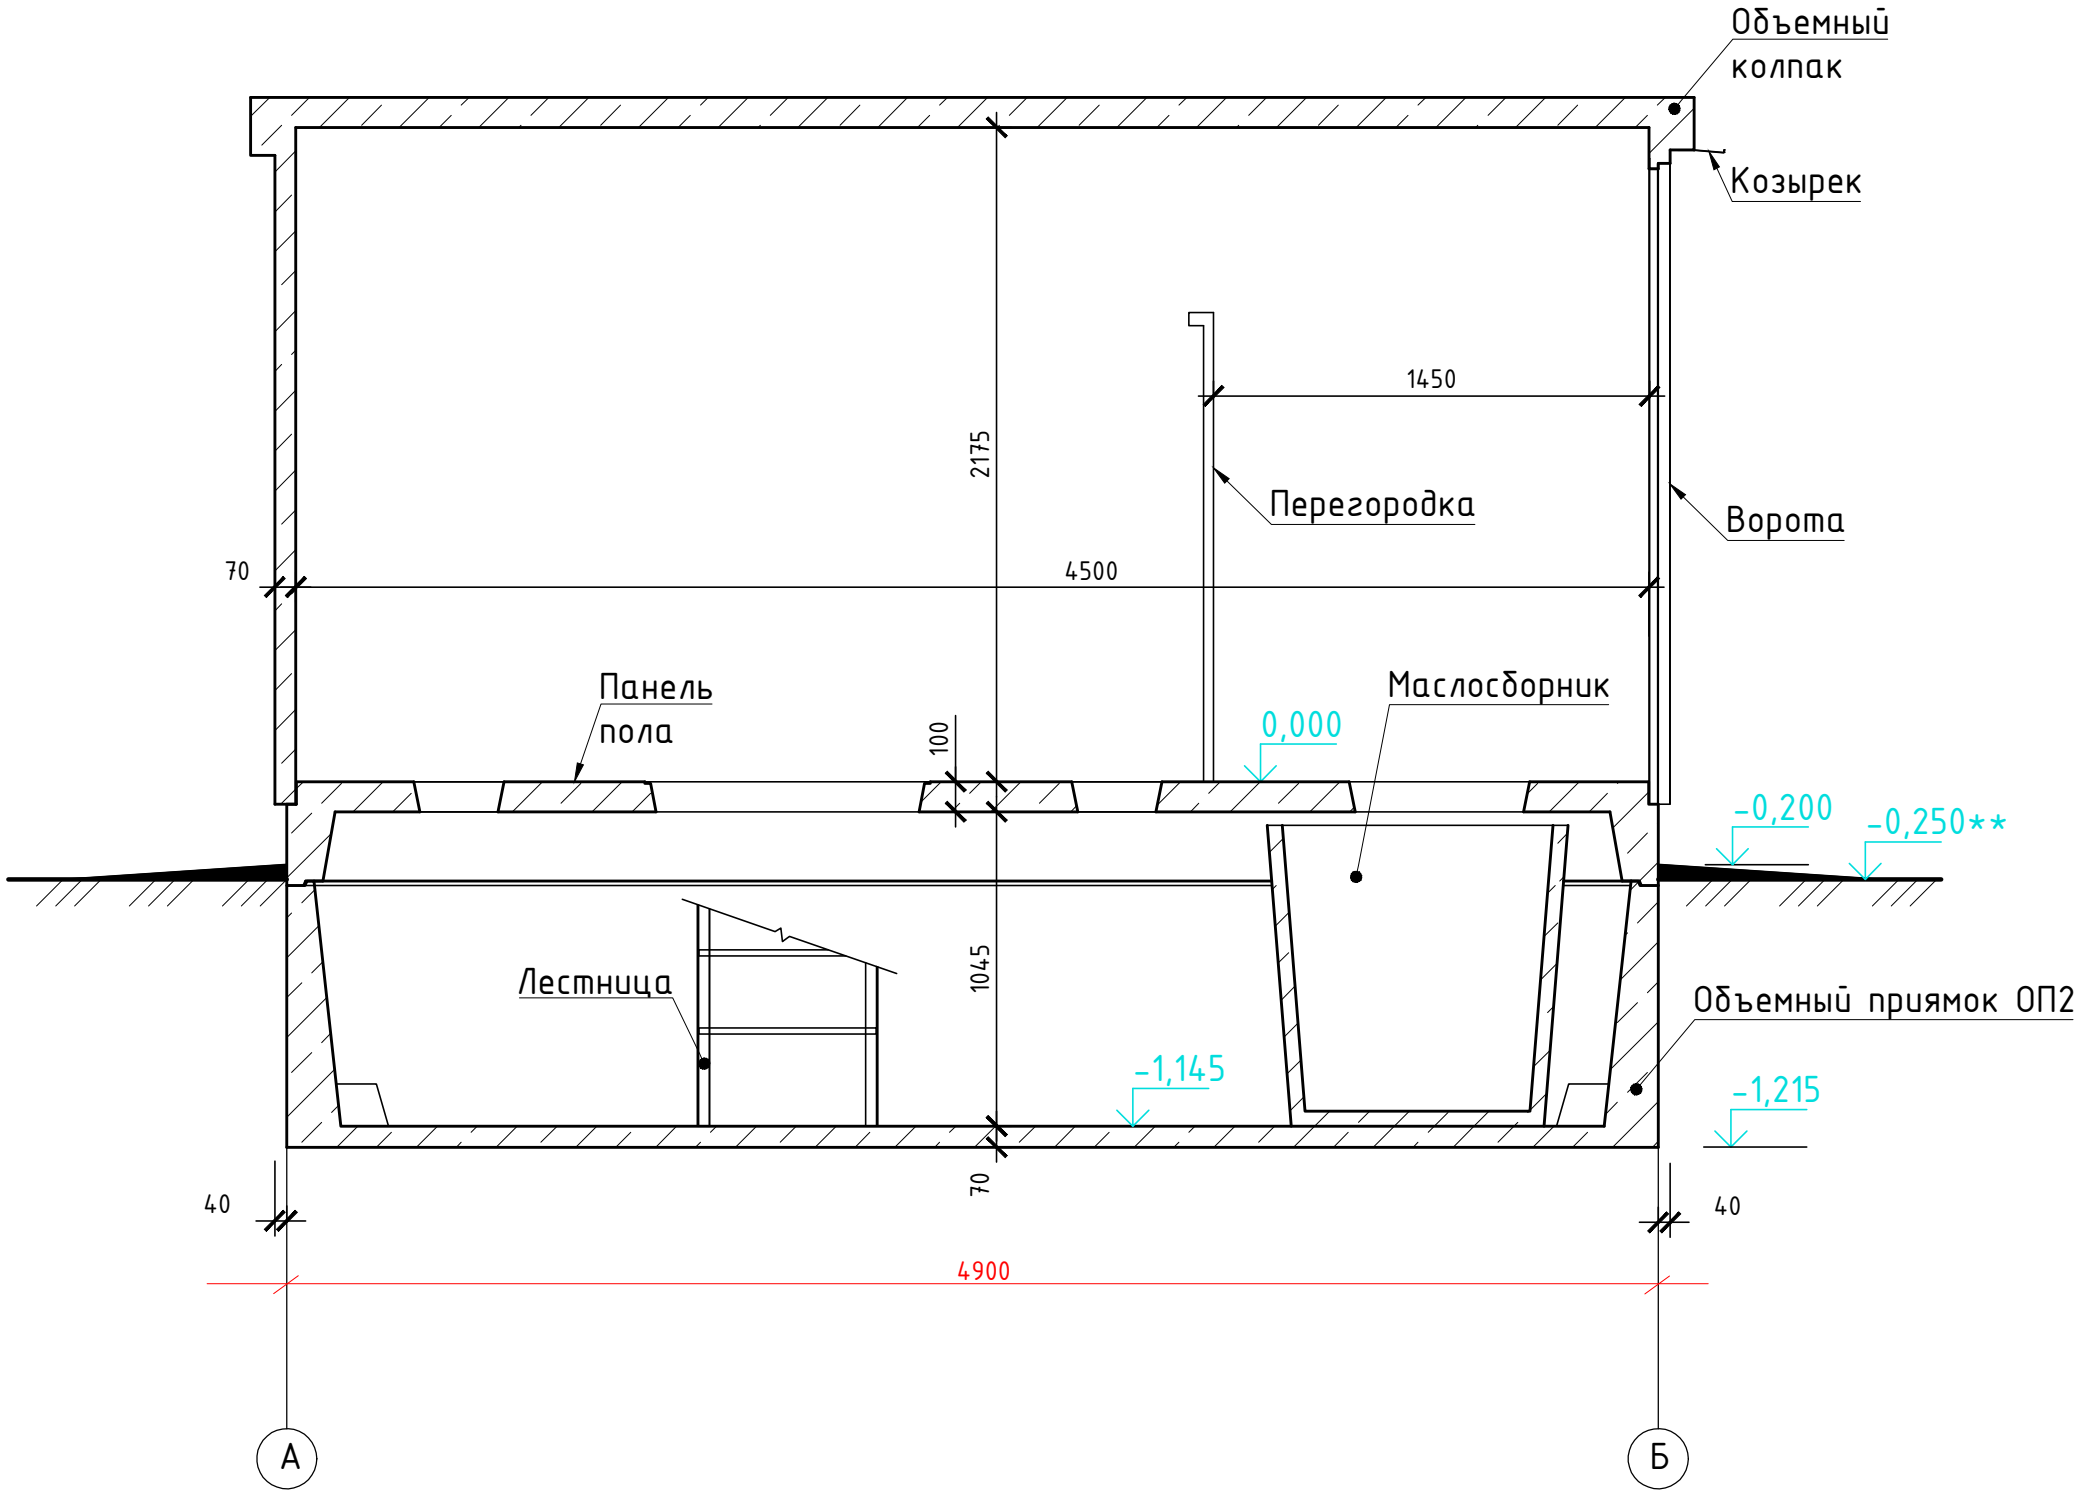 Объемный
колпак
Козырек
1450
2175
Перегородка
Ворота
70
4500
Панель
пола
Маслосборник
100
0,000
-0,200
-0,250**
Лестница
1045
Объемный приямок ОП2
-1,145
-1,215
70
40
40
4900
А
Б